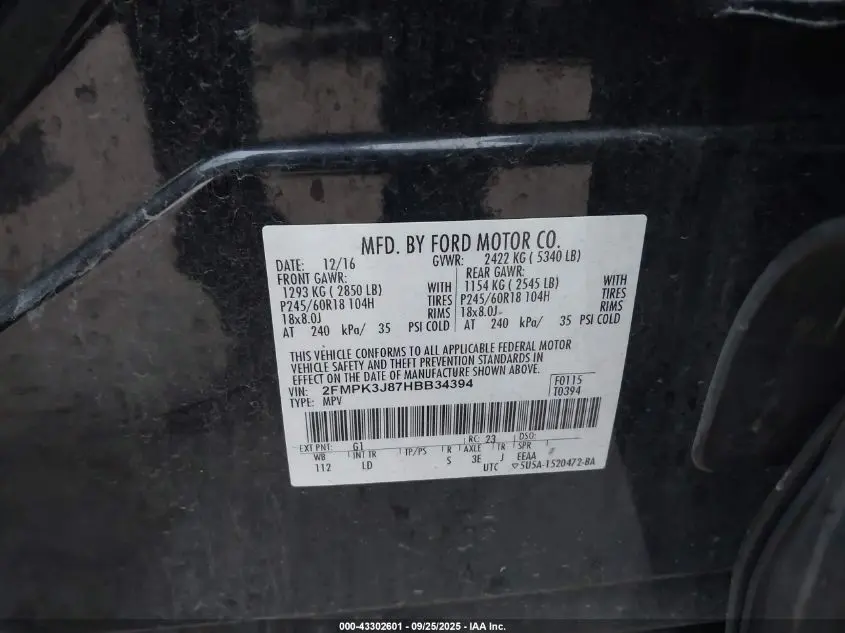 MFD. BY FORD MOTOR CO.
DATE: 12/16 GVWR: 2422 KG ( 5340 LB)
FRONT GAWR: REAR GAWR:
1293 KG ( 2850 LB) WITH 1154 KG ( 2545 LB) WITH
P245/60R18 104H TIRES P245/60R18 104H TIRES
18x8.0J RIMS 18x8.0J RIMS
AT 240 kPa/ 35 PSI COLD AT 240 kPa/ 35 PSI COLD
THIS VEHICLE CONFORMS TO ALL APPLICABLE FEDERAL MOTOR
VEHICLE SAFETY AND THEFT PREVENTION STANDARDS IN
EFFECT ON THE DATE OF MANUFACTURE SHOWN ABOVE.
VIN: 2FMPK3J87HBB34394 F0115
TYPE: MPV T0394
EXT PNT: G1 RC: 23 DSO:
WB INT TR TP/PS R AXLE TR SPR
112 LD S 3E J EEAA
UTC ▽5U5A-1520472-BA
000-43302601 - 09/25/2025 - IAA Inc.